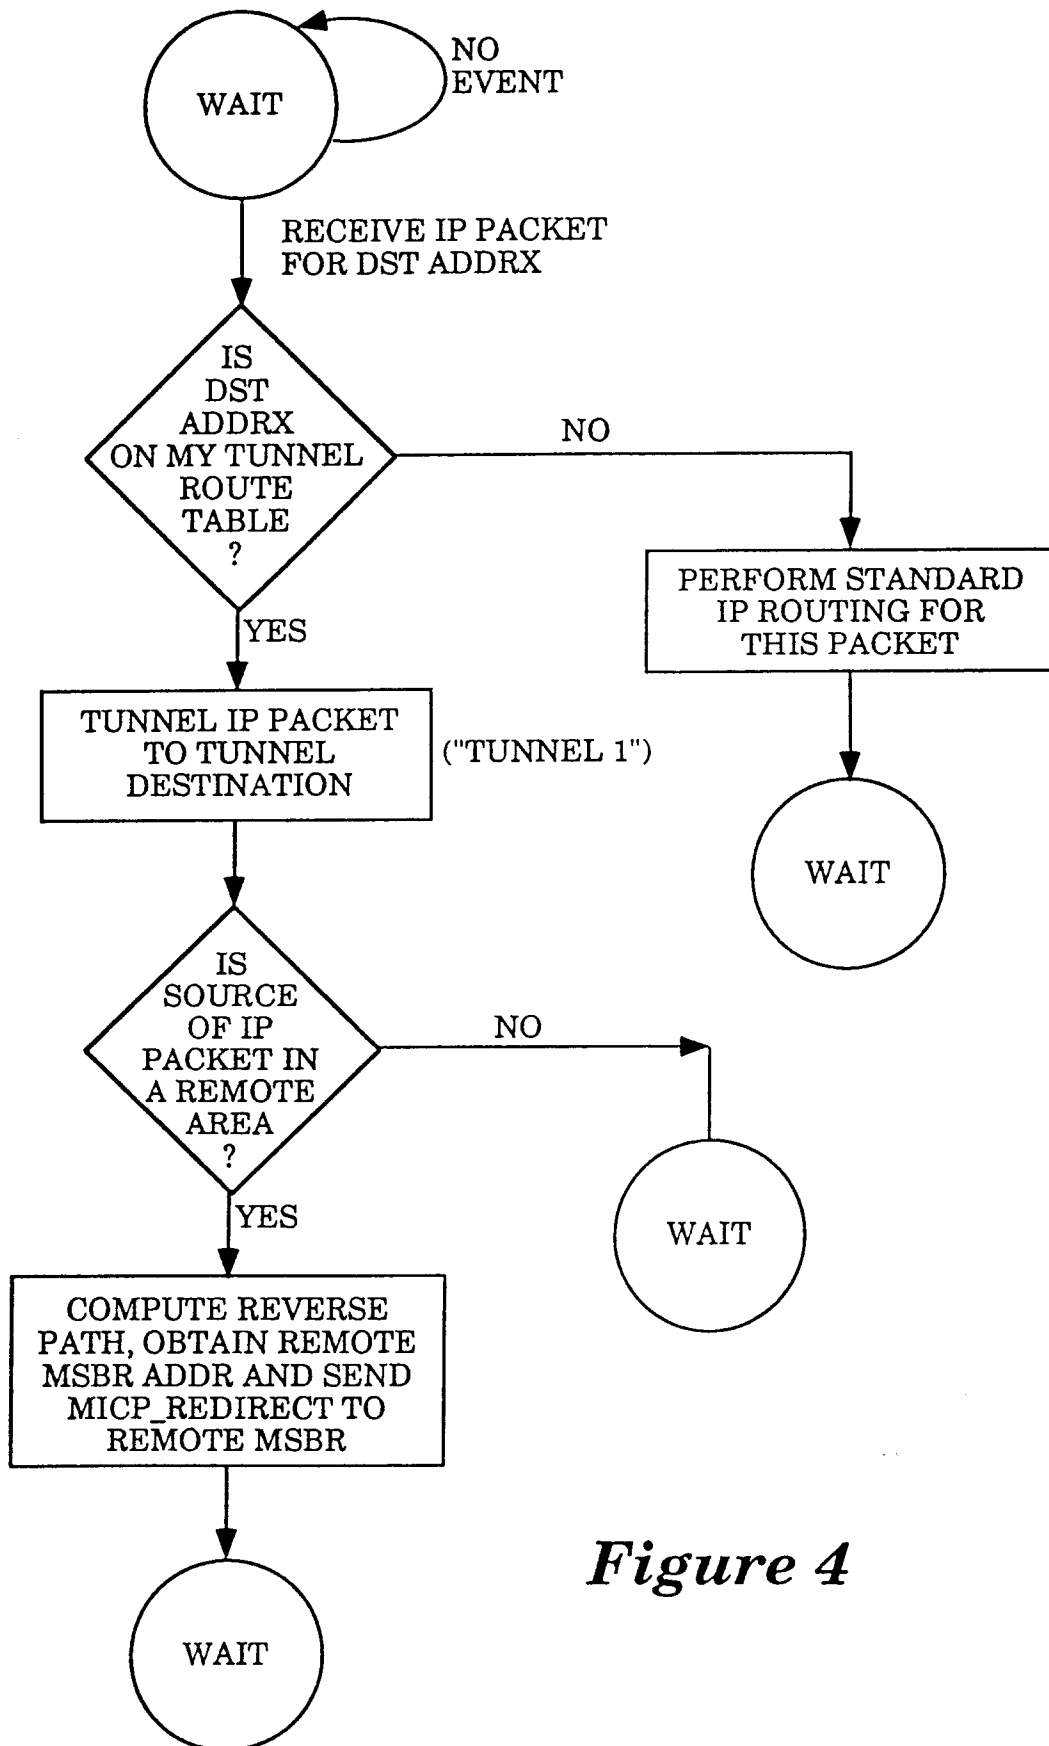 WAIT
NO
EVENT
RECEIVE IP PACKET
FOR DST ADDRX
IS
DST
ADDRX
ON MY TUNNEL
ROUTE
TABLE
?
NO
PERFORM STANDARD
IP ROUTING FOR
THIS PACKET
YES
TUNNEL IP PACKET
TO TUNNEL
DESTINATION
("TUNNEL 1")
WAIT
IS
SOURCE
OF IP
PACKET IN
A REMOTE
AREA
?
NO
WAIT
YES
COMPUTE REVERSE
PATH, OBTAIN REMOTE
MSBR ADDR AND SEND
MICP_REDIRECT TO
REMOTE MSBR
WAIT
Figure 4